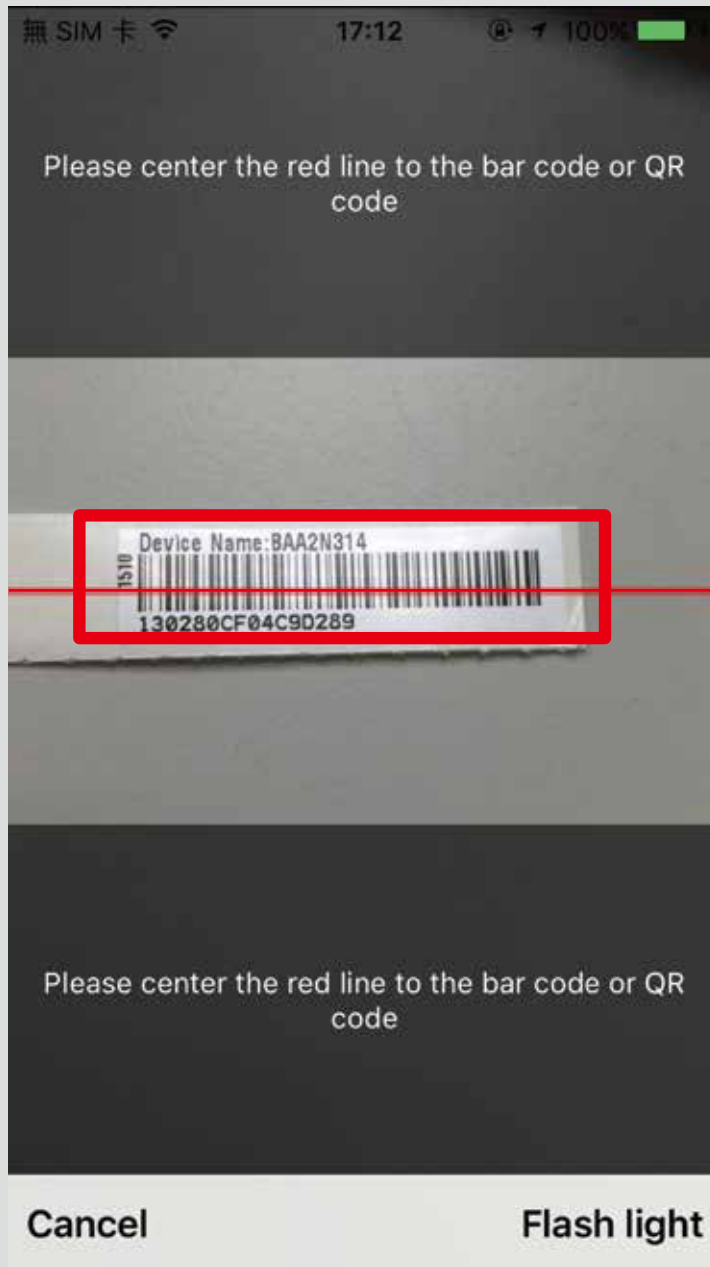 無 SIM 卡 17:12 100%
Please center the red line to the bar code or QR
code
Device Name:BAA2N314
1510
130280CF04C9D289
Please center the red line to the bar code or QR
code
Cancel Flash light